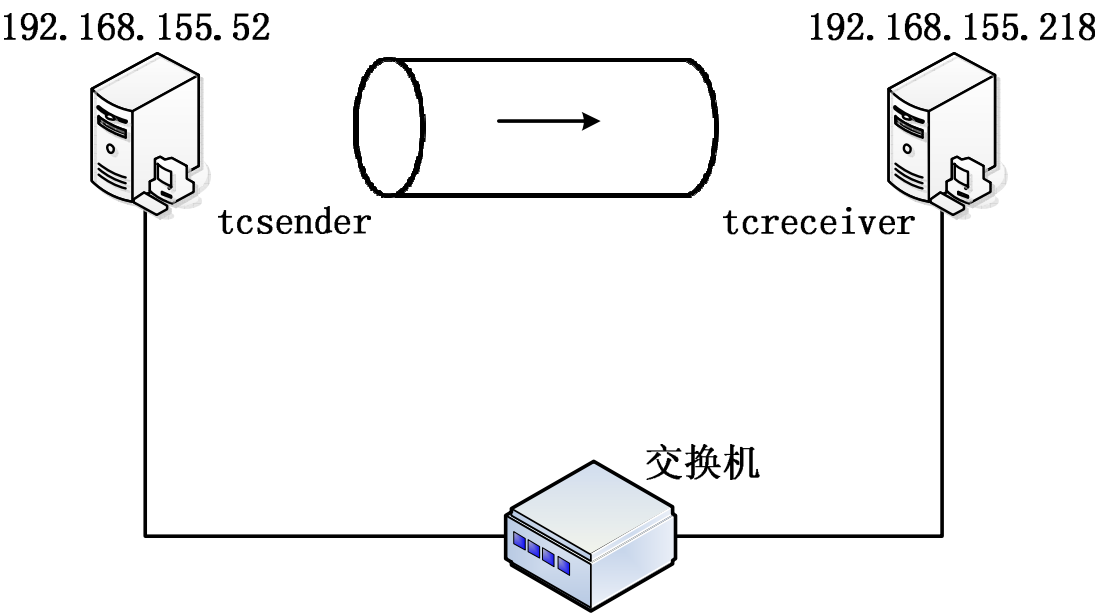 192.168.155.52
192.168.155.218
tcsender
tcreceiver
交换机